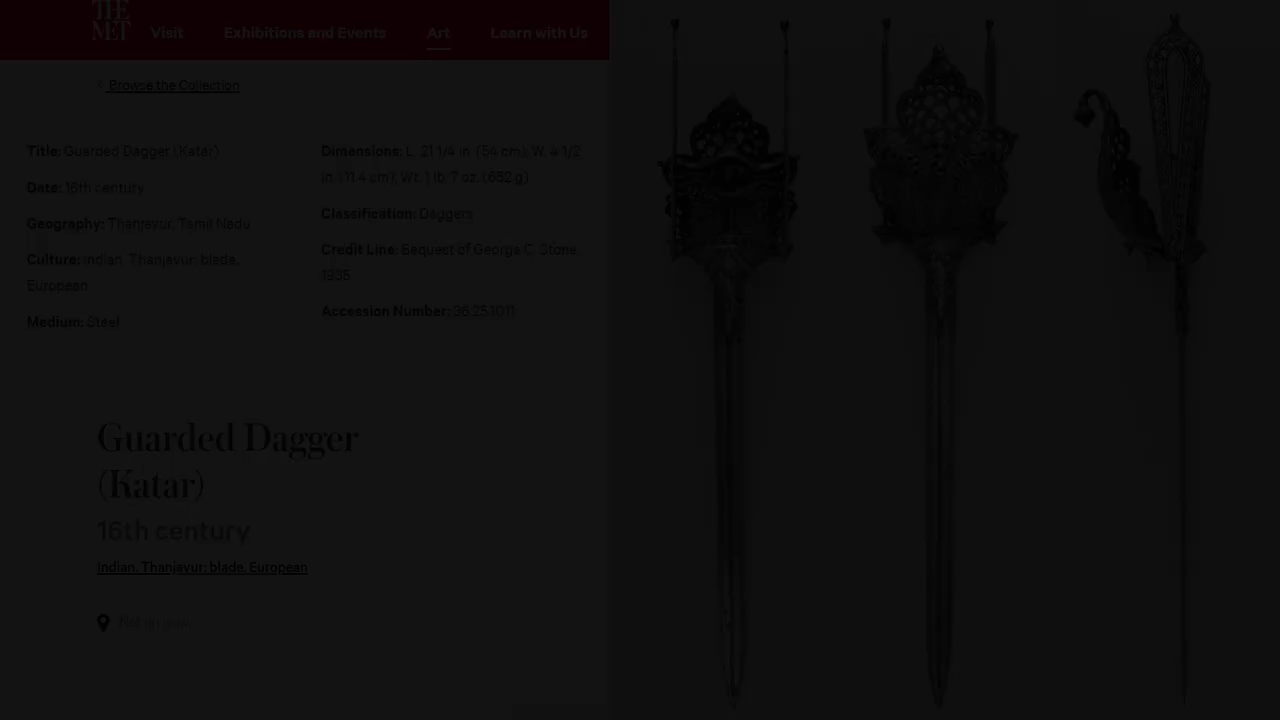 THE
MET
Visit
Exhibitions and Events
Art
Learn with Us
Browse the Collection
Title: Guarded Dagger (Katar)
Date: 16th century
Geography: Thanjavur, Tamil Nadu
Culture: Indian, Thanjavur; blade,
European
Medium: Steel
Dimensions: L. 21 1/4 in. (54 cm); W. 4 1/2
in. (11.4 cm); Wt. 1 lb. 7 oz. (652 g)
Classification: Daggers
Credit Line: Bequest of George C. Stone,
1935
Accession Number: 36.25.1011
Guarded Dagger
(Katar)
16th century
Indian, Thanjavur; blade, European
Not on view